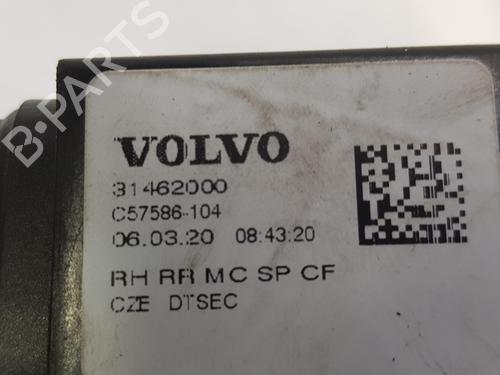 VOLVO
31462000
C57586-104
06.03.20 08:43:20
RH RR MC SP CF
CZE DTSEC
B-PARTS